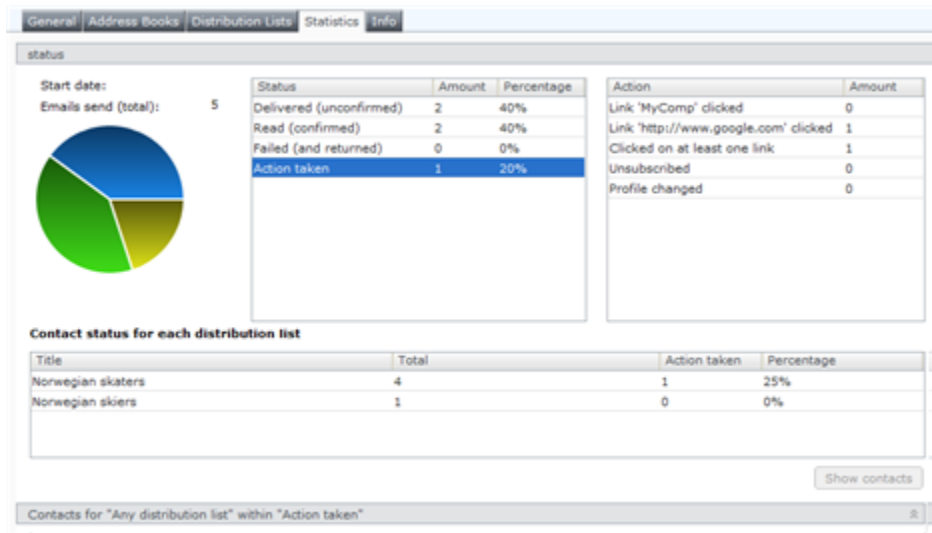 General Address Books Distribution Lists Statistics Info
status
Start date:
Emails send (total): 5
Status Amount Percentage
Delivered (unconfirmed) 2 40%
Read (confirmed) 2 40%
Failed (and returned) 0 0%
Action taken 1 20%
Action Amount
Link 'MyComp' clicked 0
Link 'http://www.google.com' clicked 1
Clicked on at least one link 1
Unsubscribed 0
Profile changed 0
Contact status for each distribution list
Title Total Action taken Percentage
Norwegian skaters 4 1 25%
Norwegian skiers 1 0 0%
Show contacts
Contacts for "Any distribution list" within "Action taken"